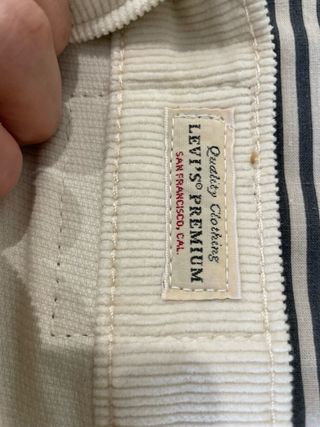 Quality Clothing
LEVI'S® PREMIUM
SAN FRANCISCO, CAL.